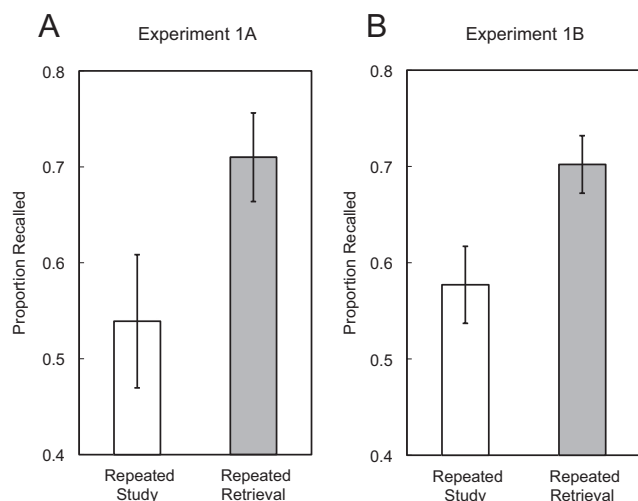 A
Experiment 1A
Proportion Recalled
0.8
0.7
0.6
0.5
0.4
Repeated
Study
Repeated
Retrieval
B
Experiment 1B
Proportion Recalled
0.8
0.7
0.6
0.5
0.4
Repeated
Study
Repeated
Retrieval